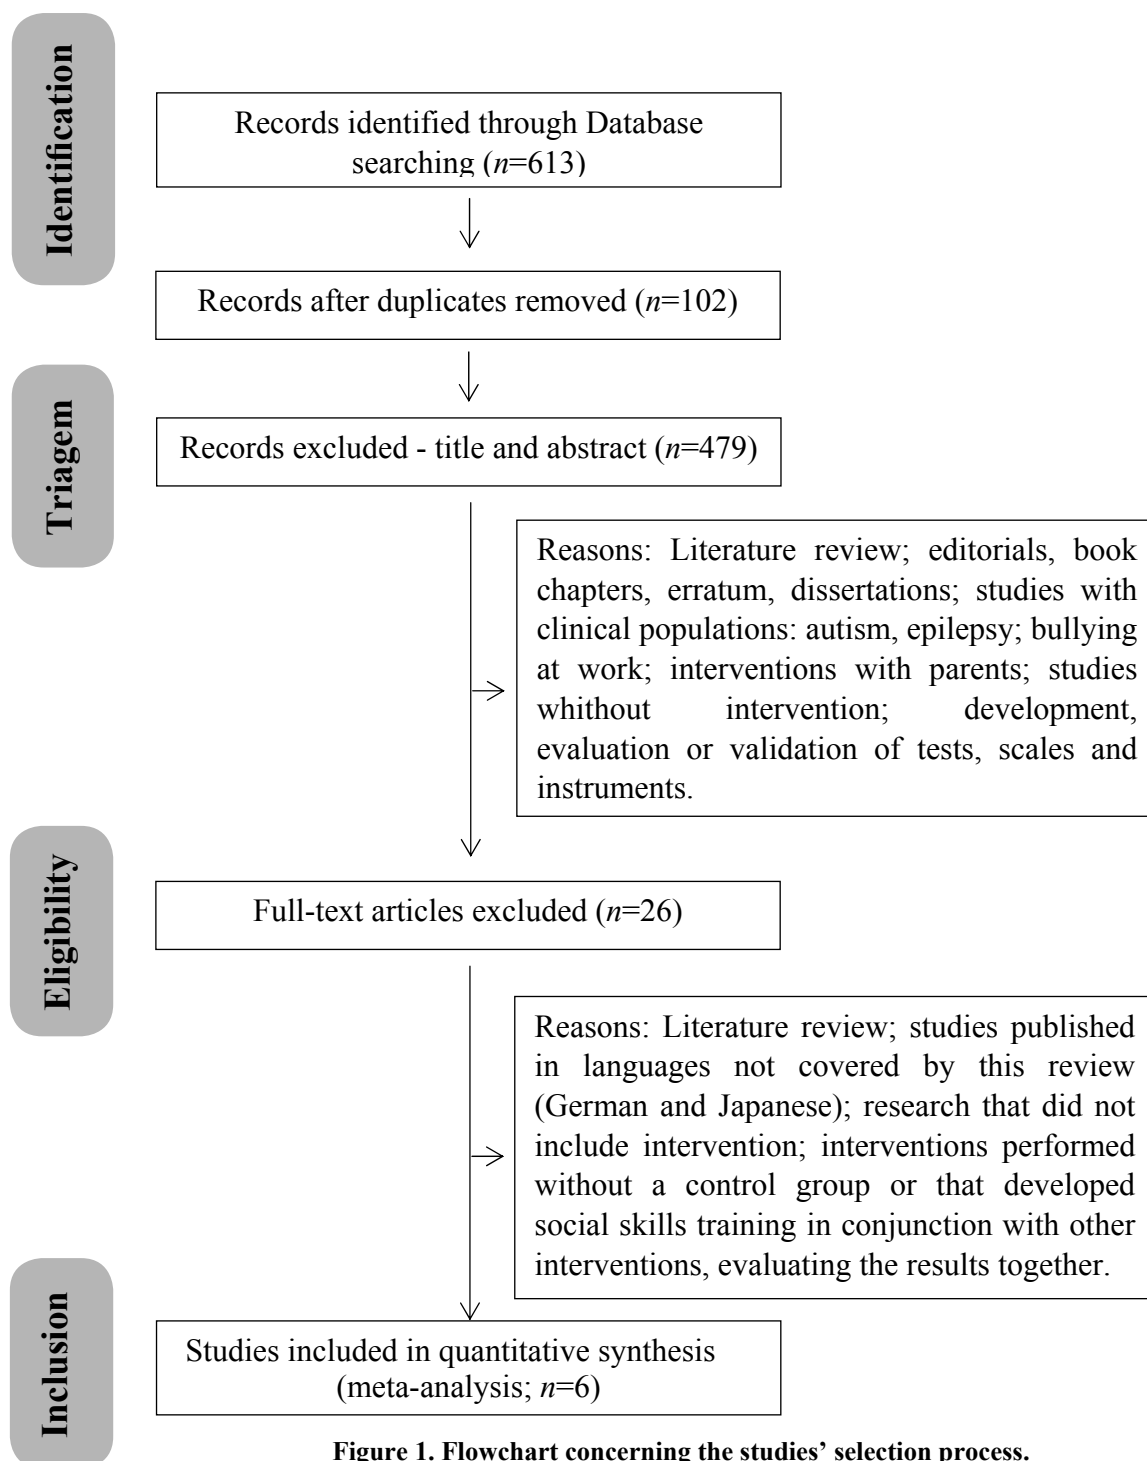 Identification
Records identified through Database
searching (n=613)
Records after duplicates removed (n=102)
Triagem
Records excluded - title and abstract (n=479)
Reasons: Literature review; editorials, book
chapters, erratum, dissertations; studies with
clinical populations: autism, epilepsy; bullying
at work; interventions with parents; studies
whithout intervention; development,
evaluation or validation of tests, scales and
instruments.
Eligibility
Full-text articles excluded (n=26)
Reasons: Literature review; studies published
in languages not covered by this review
(German and Japanese); research that did not
include intervention; interventions performed
without a control group or that developed
social skills training in conjunction with other
interventions, evaluating the results together.
Inclusion
Studies included in quantitative synthesis
(meta-analysis; n=6)
Figure 1. Flowchart concerning the studies’ selection process.